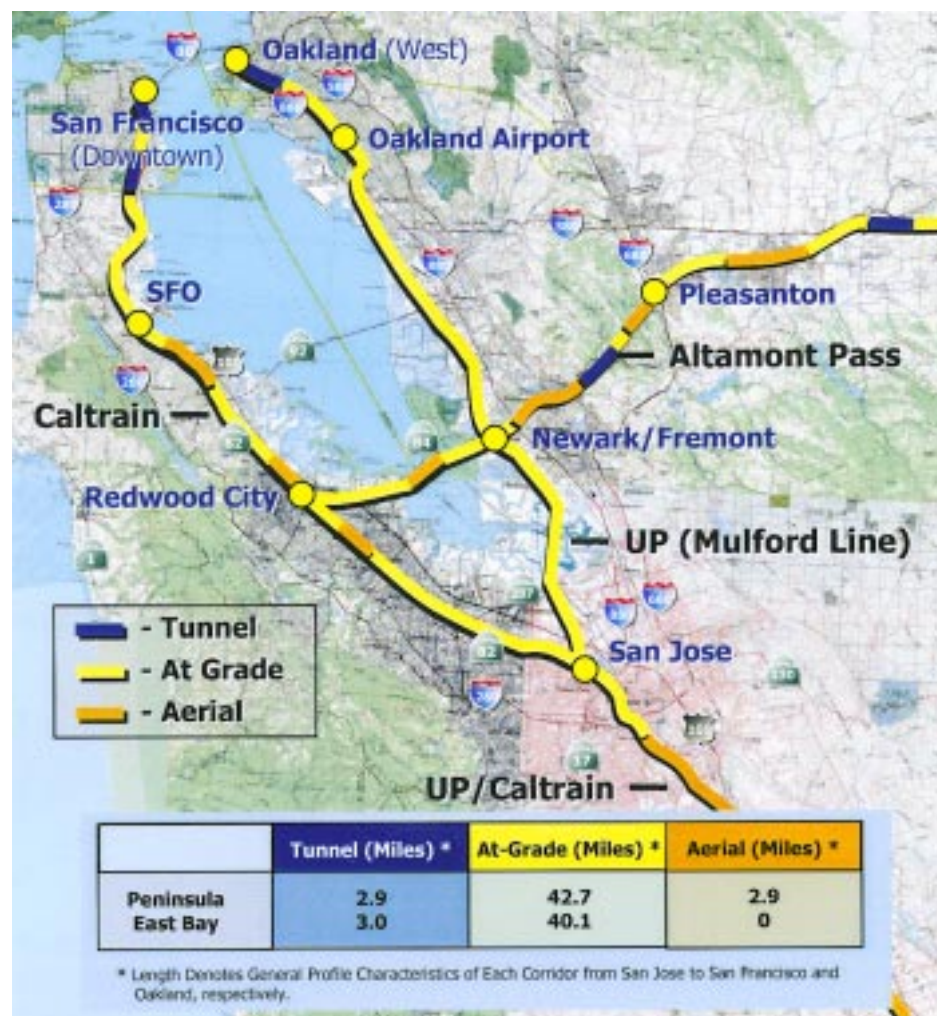 Oakland (West)
San Francisco
(Downtown)
Oakland Airport
SFO
Pleasanton
Altamont Pass
Caltrain
Newark/Fremont
Redwood City
UP (Mulford Line)
San Jose
- Tunnel
- At Grade
- Aerial
UP/Caltrain
Tunnel (Miles) * At-Grade (Miles) * Aerial (Miles) *
Peninsula 2.9 42.7 2.9
East Bay 3.0 40.1 0
* Length Denotes General Profile Characteristics of Each Corridor from San Jose to San Francisco and
Oakland, respectively.